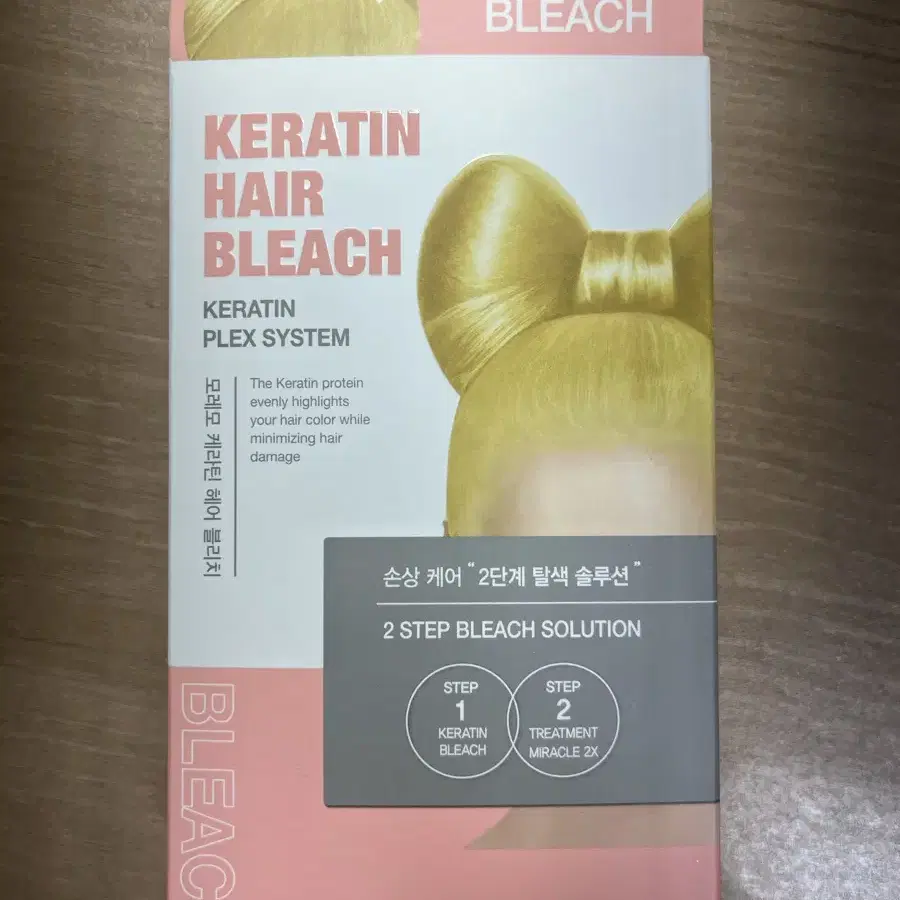 BLEACH
KERATIN
HAIR
BLEACH
KERATIN
PLEX SYSTEM
모레모 케라틴 헤어 블리치
The Keratin protein
evenly highlights
your hair color while
minimizing hair
damage
손상 케어 “2단계 탈색 솔루션”
2 STEP BLEACH SOLUTION
STEP
1
KERATIN
BLEACH
STEP
2
TREATMENT
MIRACLE 2X
BLEAC